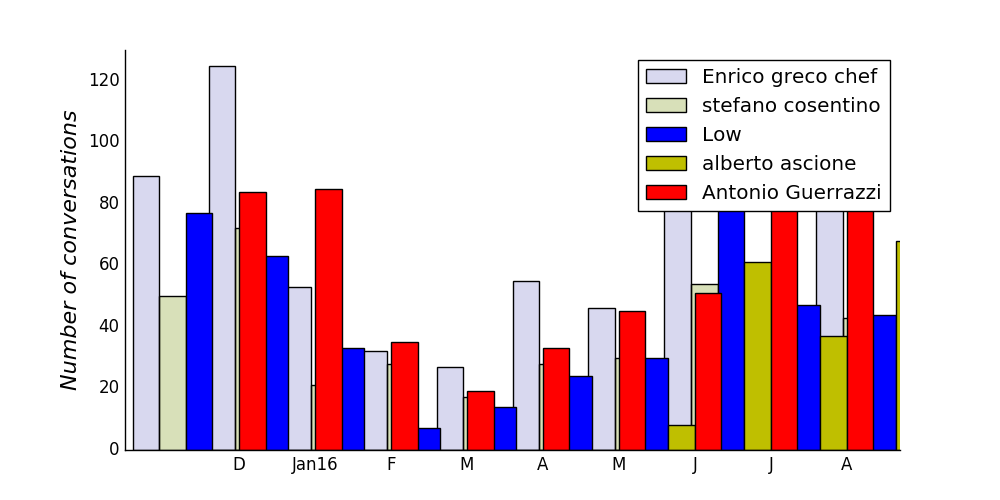 Enrico greco chef
stefano cosentino
Low
alberto ascione
Antonio Guerrazzi
Number of conversations
120
100
80
60
40
20
0
D Jan16 F M A M J J A